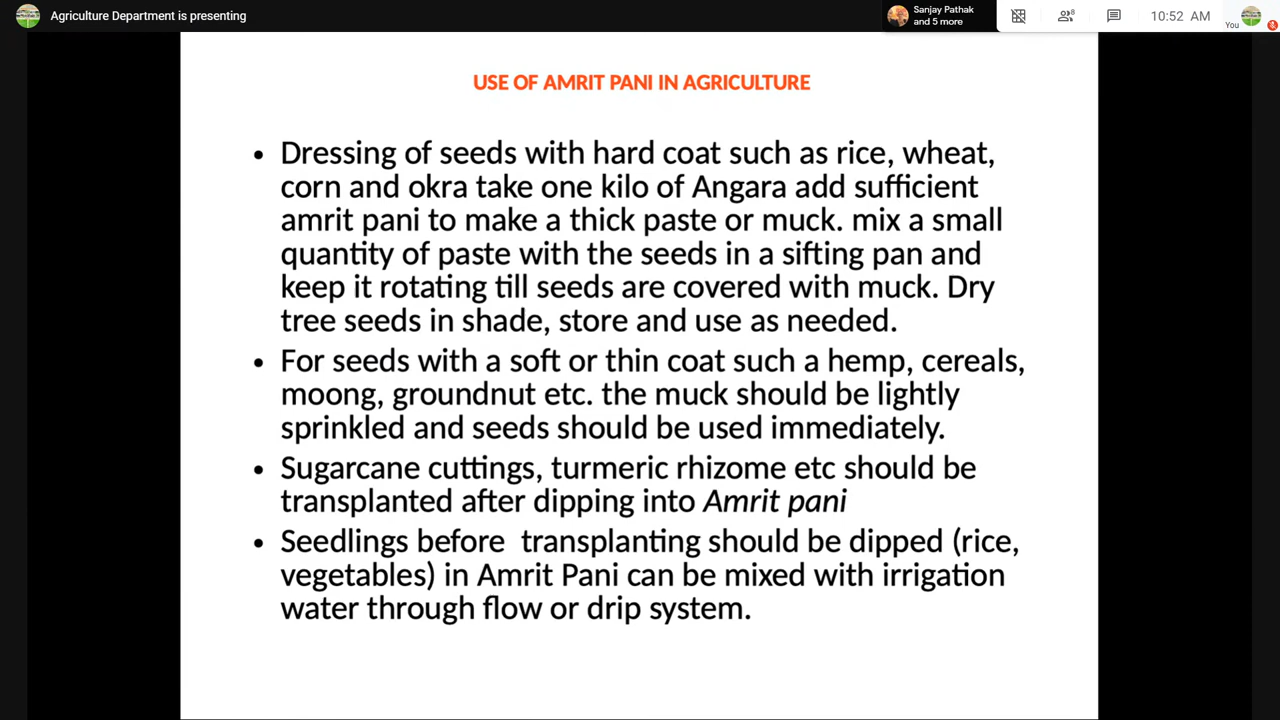 Agriculture Department is presenting
Sanjay Pathak
and 5 more
8
10:52 AM
You
USE OF AMRIT PANI IN AGRICULTURE
• Dressing of seeds with hard coat such as rice, wheat,
corn and okra take one kilo of Angara add sufficient
amrit pani to make a thick paste or muck. mix a small
quantity of paste with the seeds in a sifting pan and
keep it rotating till seeds are covered with muck. Dry
tree seeds in shade, store and use as needed.
• For seeds with a soft or thin coat such a hemp, cereals,
moong, groundnut etc. the muck should be lightly
sprinkled and seeds should be used immediately.
• Sugarcane cuttings, turmeric rhizome etc should be
transplanted after dipping into Amrit pani
• Seedlings before  transplanting should be dipped (rice,
vegetables) in Amrit Pani can be mixed with irrigation
water through flow or drip system.